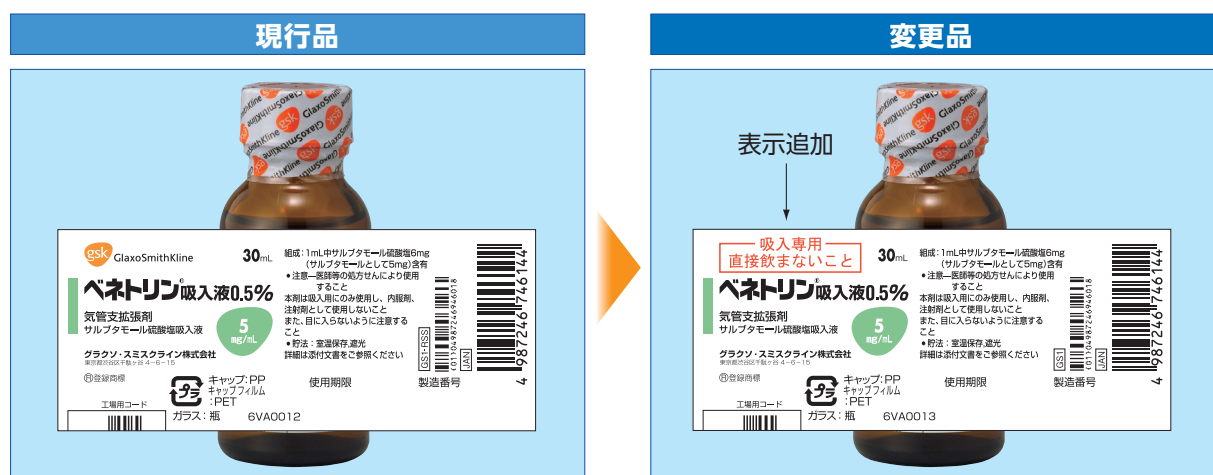 現行品
gsk GlaxoSmithKline
30mL
ベネトリン®吸入液0.5%
気管支拡張剤
サルブタモール硫酸塩吸入液
5
mg/mL
グラクソ・スミスクライン株式会社
東京都渋谷区千駄ヶ谷 4-6-15
Ⓗ登録商標
工場用コード
プラ
キャップ:PP
キャップフィルム
:PET
ガラス:瓶
6VA0012
組成:1mL中サルブタモール硫酸塩6mg
(サルブタモールとして5mg)含有
●注意―医師等の処方せんにより使用
すること
本剤は吸入用にのみ使用し、内服剤、
注射剤として使用しないこと
また、目に入らないように注意する
こと
●貯法:室温保存,遮光
詳細は添付文書をご参照ください
使用期限
製造番号
GS1-RSS
(01)04987246946018
JAN
4 987246 746144
変更品
表示追加
吸入専用
直接飲まないこと
30mL
ベネトリン®吸入液0.5%
気管支拡張剤
サルブタモール硫酸塩吸入液
5
mg/mL
グラクソ・スミスクライン株式会社
東京都渋谷区千駄ヶ谷 4-6-15
Ⓗ登録商標
工場用コード
プラ
キャップ:PP
キャップフィルム
:PET
ガラス:瓶
6VA0013
組成:1mL中サルブタモール硫酸塩6mg
(サルブタモールとして5mg)含有
●注意―医師等の処方せんにより使用
すること
本剤は吸入用にのみ使用し、内服剤、
注射剤として使用しないこと
また、目に入らないように注意する
こと
●貯法:室温保存,遮光
詳細は添付文書をご参照ください
使用期限
製造番号
GS1
(01)04987246946018
JAN
4 987246 746144